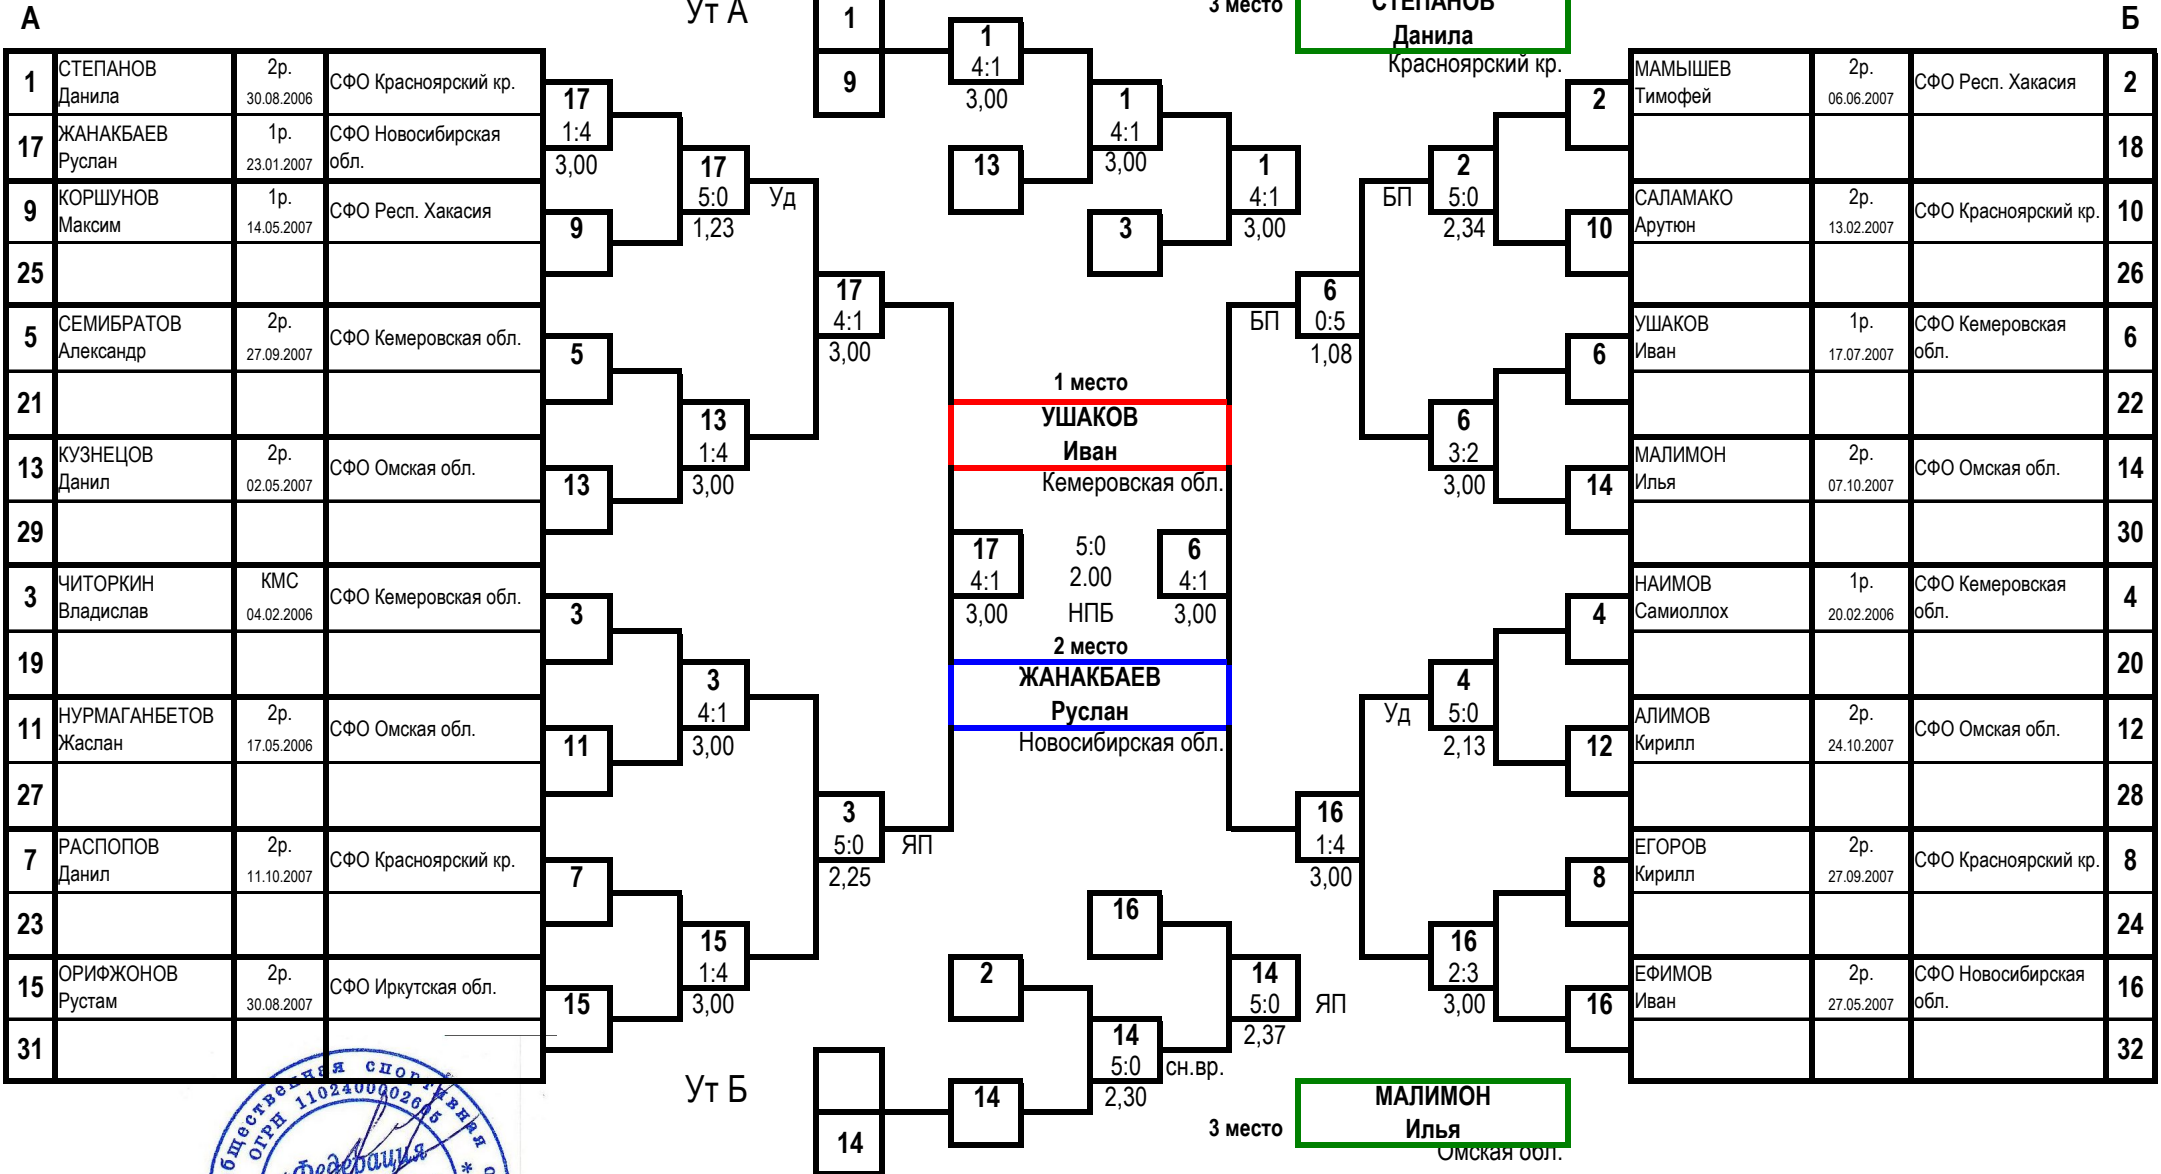 А
Ут А
1
9
1
4:1
3,00
13
1
4:1
3,00
3
1
4:1
3,00
3 место
СТЕПАНОВ
Данила
Красноярский кр.
Б
1
СТЕПАНОВ
Данила
2р.
30.08.2006
СФО Красноярский кр.
17
ЖАНАКБАЕВ
Руслан
1р.
23.01.2007
СФО Новосибирская
обл.
9
КОРШУНОВ
Максим
1р.
14.05.2007
СФО Респ. Хакасия
25
5
СЕМИБРАТОВ
Александр
2р.
27.09.2007
СФО Кемеровская обл.
21
13
КУЗНЕЦОВ
Данил
2р.
02.05.2007
СФО Омская обл.
29
3
ЧИТОРКИН
Владислав
КМС
04.02.2006
СФО Кемеровская обл.
19
11
НУРМАГАНБЕТОВ
Жаслан
2р.
17.05.2006
СФО Омская обл.
27
7
РАСПОПОВ
Данил
2р.
11.10.2007
СФО Красноярский кр.
23
15
ОРИФЖОНОВ
Рустам
2р.
30.08.2007
СФО Иркутская обл.
31
17
1:4
3,00
9
5
13
3
11
7
15
17
5:0
1,23
Уд
13
1:4
3,00
3
4:1
3,00
15
1:4
3,00
17
4:1
3,00
3
5:0
2,25
ЯП
1 место
УШАКОВ
Иван
Кемеровская обл.
17
4:1
3,00
5:0
2.00
НПБ
6
4:1
3,00
2 место
ЖАНАКБАЕВ
Руслан
Новосибирская обл.
БП
6
0:5
1,08
16
1:4
3,00
БП
2
5:0
2,34
6
3:2
3,00
Уд
4
5:0
2,13
16
2:3
3,00
2
10
6
14
4
12
8
16
МАМЫШЕВ
Тимофей
2р.
06.06.2007
СФО Респ. Хакасия
2
18
САЛАМАКО
Арутюн
2р.
13.02.2007
СФО Красноярский кр.
10
26
УШАКОВ
Иван
1р.
17.07.2007
СФО Кемеровская
обл.
6
22
МАЛИМОН
Илья
2р.
07.10.2007
СФО Омская обл.
14
30
НАИМОВ
Самиоллох
1р.
20.02.2006
СФО Кемеровская
обл.
4
20
АЛИМОВ
Кирилл
2р.
24.10.2007
СФО Омская обл.
12
28
ЕГОРОВ
Кирилл
2р.
27.09.2007
СФО Красноярский кр.
8
24
ЕФИМОВ
Иван
2р.
27.05.2007
СФО Новосибирская
обл.
16
32
Ут Б
14
2
14
16
14
5:0
2,30
сн.вр.
14
5:0
2,37
ЯП
3 место
МАЛИМОН
Илья
Омская обл.
спортивная
ОГРН 1102400002695
Федерация